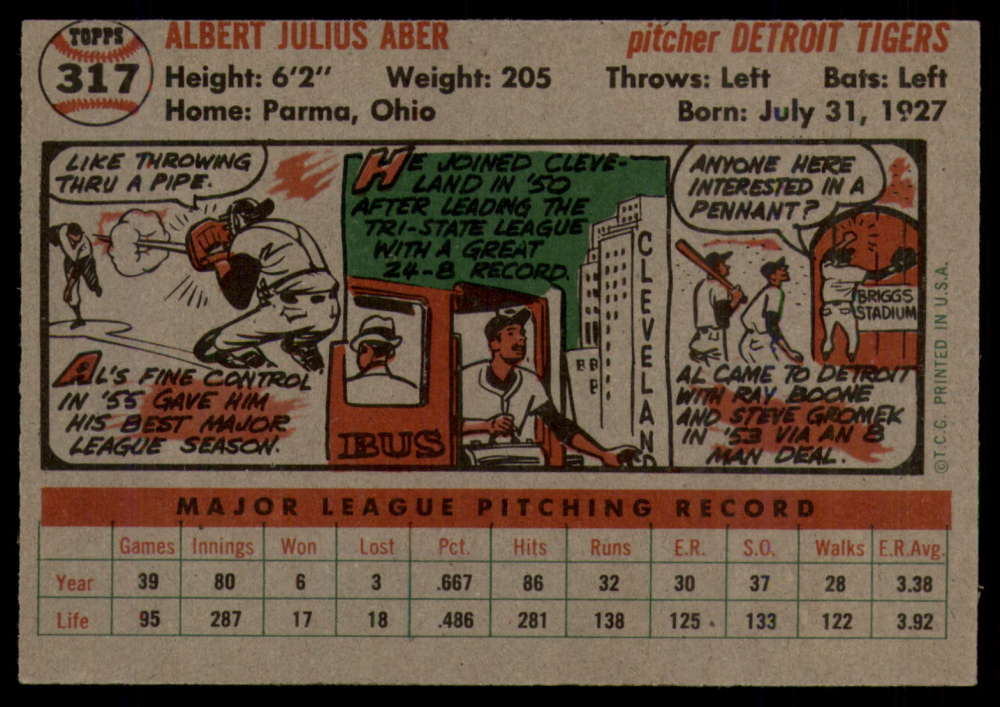 TOPPS
317
ALBERT JULIUS ABER
pitcher DETROIT TIGERS
Height: 6'2" Weight: 205 Throws: Left Bats: Left
Home: Parma, Ohio Born: July 31, 1927
LIKE THROWING
THRU A PIPE.
AL'S FINE CONTROL
IN '55 GAVE HIM
HIS BEST MAJOR
LEAGUE SEASON.
HE JOINED CLEVE-
LAND IN '50
AFTER LEADING THE
TRI-STATE LEAGUE
WITH A GREAT
24-8 RECORD.
CLEVELAND
BUS
ANYONE HERE
INTERESTED IN A
PENNANT?
BRIGGS
STADIUM
AL CAME TO DETROIT
WITH RAY BOONE
AND STEVE GROMEK
IN '53 VIA AN 8
MAN DEAL.
©T.C.C. PRINTED IN U.S.A.
MAJOR LEAGUE PITCHING RECORD
Games Innings Won Lost Pct. Hits Runs E.R. S.O. Walks E.R.Avg.
Year 39 80 6 3 .667 86 32 30 37 28 3.38
Life 95 287 17 18 .486 281 138 125 133 122 3.92